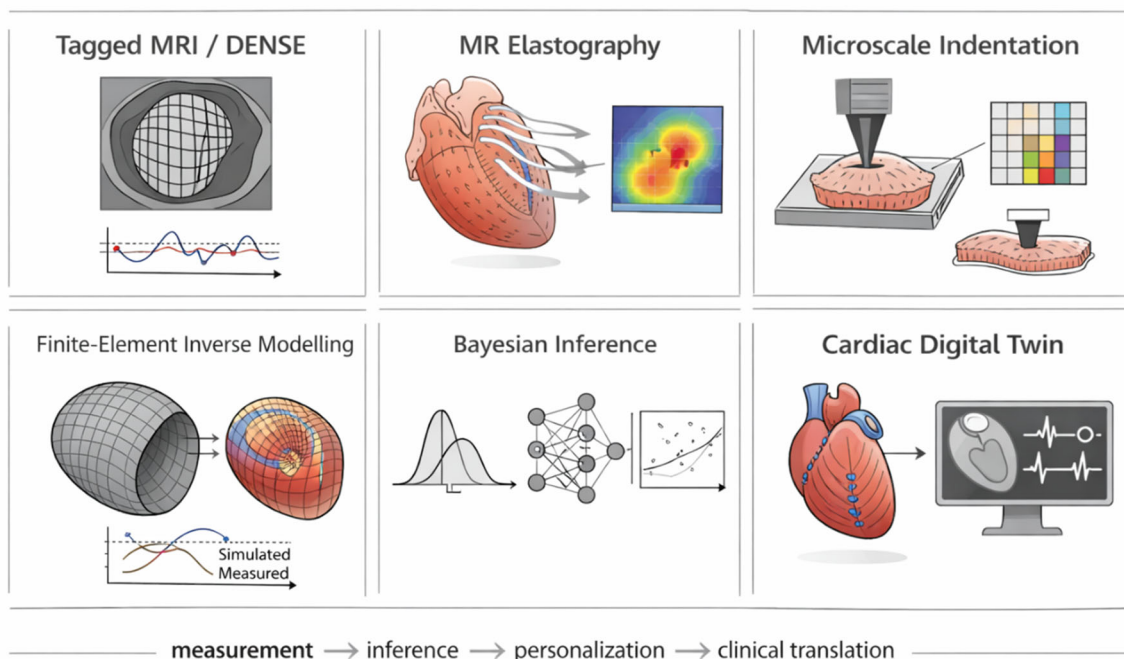 Tagged MRI / DENSE
MR Elastography
Microscale Indentation
Finite-Element Inverse Modelling
Simulated
Measured
Bayesian Inference
Cardiac Digital Twin
measurement → inference → personalization → clinical translation